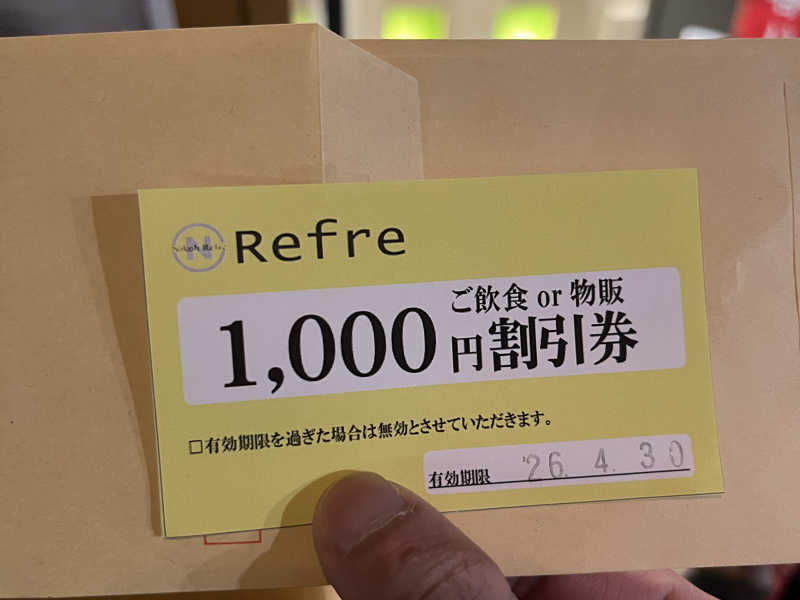 Refre
ご飲食 or 物販
1,000円割引券
□有効期限を過ぎた場合は無効とさせていただきます。
有効期限 '26. 4. 30